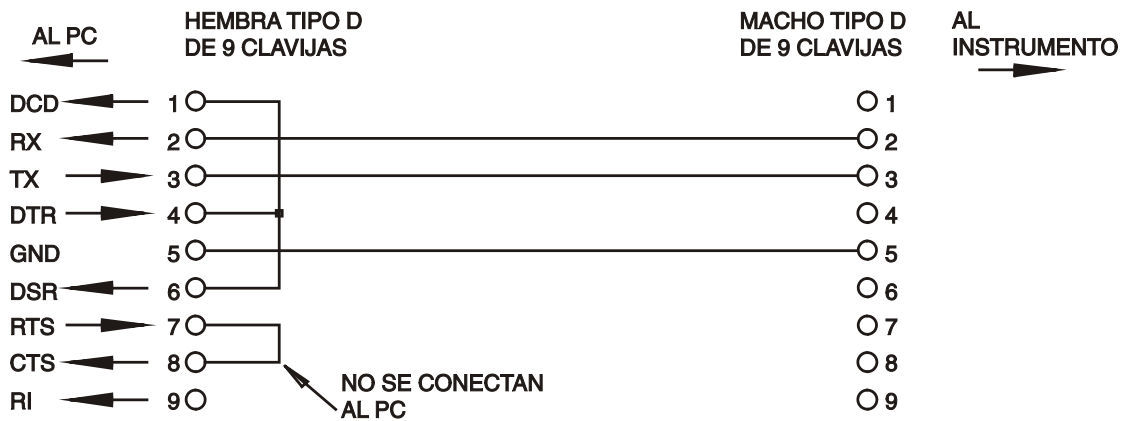 AL PC
HEMBRA TIPO D
DE 9 CLAVIJAS
MACHO TIPO D
DE 9 CLAVIJAS
AL
INSTRUMENTO
DCD 1 1
RX 2 2
TX 3 3
DTR 4 4
GND 5 5
DSR 6 6
RTS 7 7
CTS 8 8
RI 9 9
NO SE CONECTAN
AL PC